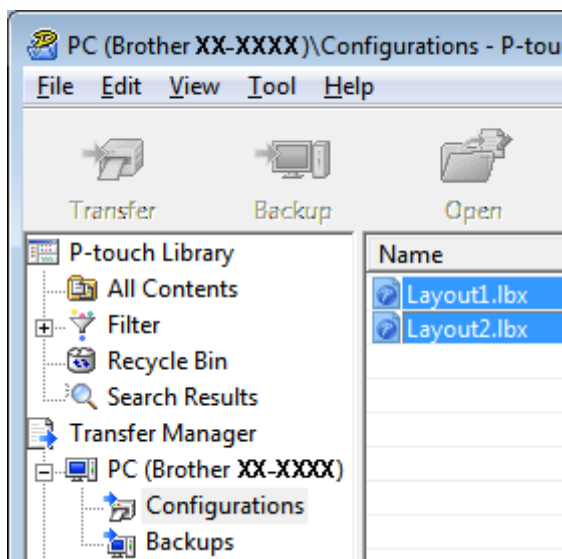 PC (Brother XX-XXXX)\Configurations - P-tou
File Edit View Tool Help
Transfer Backup Open
P-touch Library
All Contents
Filter
Recycle Bin
Search Results
Transfer Manager
PC (Brother XX-XXXX)
Configurations
Backups
Name
Layout1.lbx
Layout2.lbx